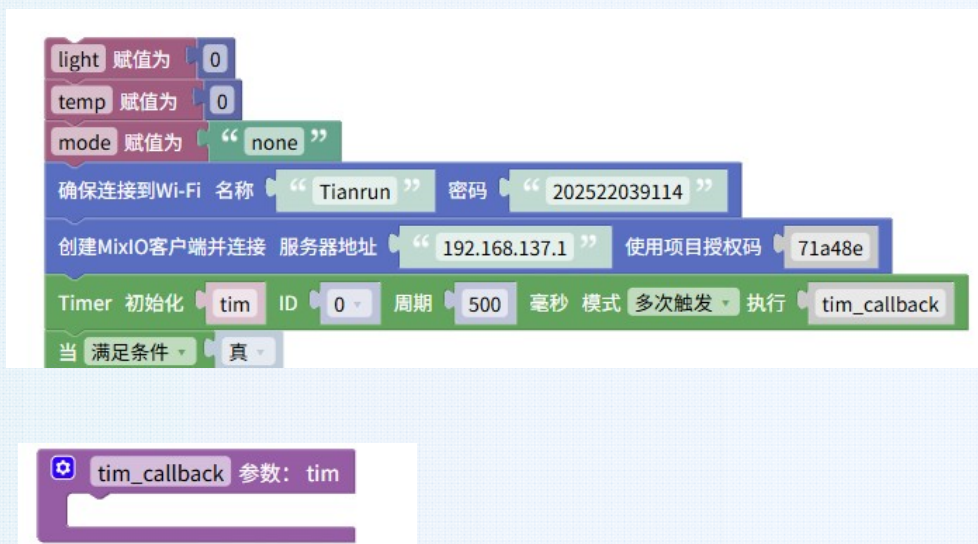 light 赋值为 0
temp 赋值为 0
mode 赋值为 “ none ”
确保连接到Wi-Fi 名称 “ Tianrun ” 密码 “ 202522039114 ”
创建MixIO客户端并连接 服务器地址 “ 192.168.137.1 ” 使用项目授权码 71a48e
Timer 初始化 tim ID 0 周期 500 毫秒 模式 多次触发 执行 tim_callback
当 满足条件 真
tim_callback 参数: tim